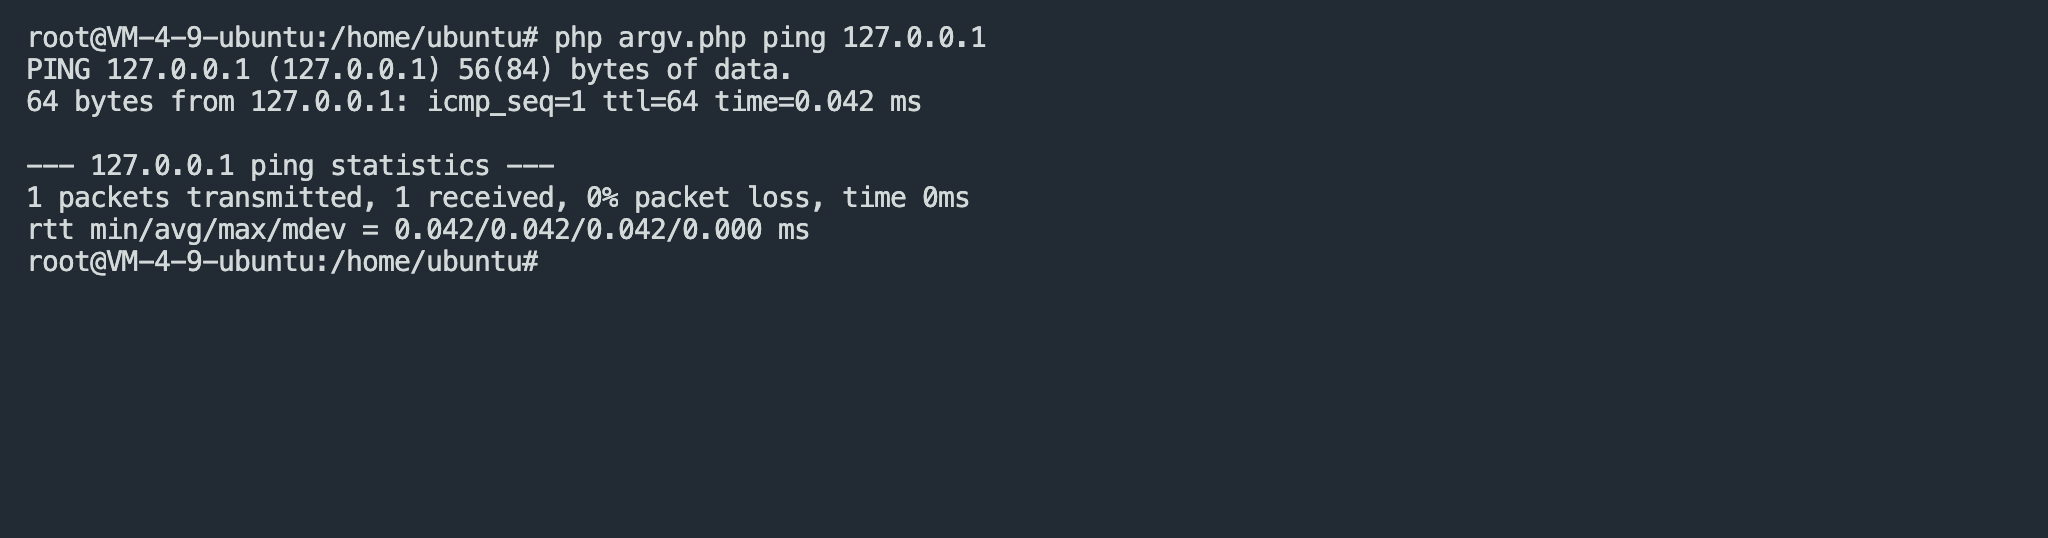 root@VM-4-9-ubuntu:/home/ubuntu# php argv.php ping 127.0.0.1
PING 127.0.0.1 (127.0.0.1) 56(84) bytes of data.
64 bytes from 127.0.0.1: icmp_seq=1 ttl=64 time=0.042 ms

--- 127.0.0.1 ping statistics ---
1 packets transmitted, 1 received, 0% packet loss, time 0ms
rtt min/avg/max/mdev = 0.042/0.042/0.042/0.000 ms
root@VM-4-9-ubuntu:/home/ubuntu#